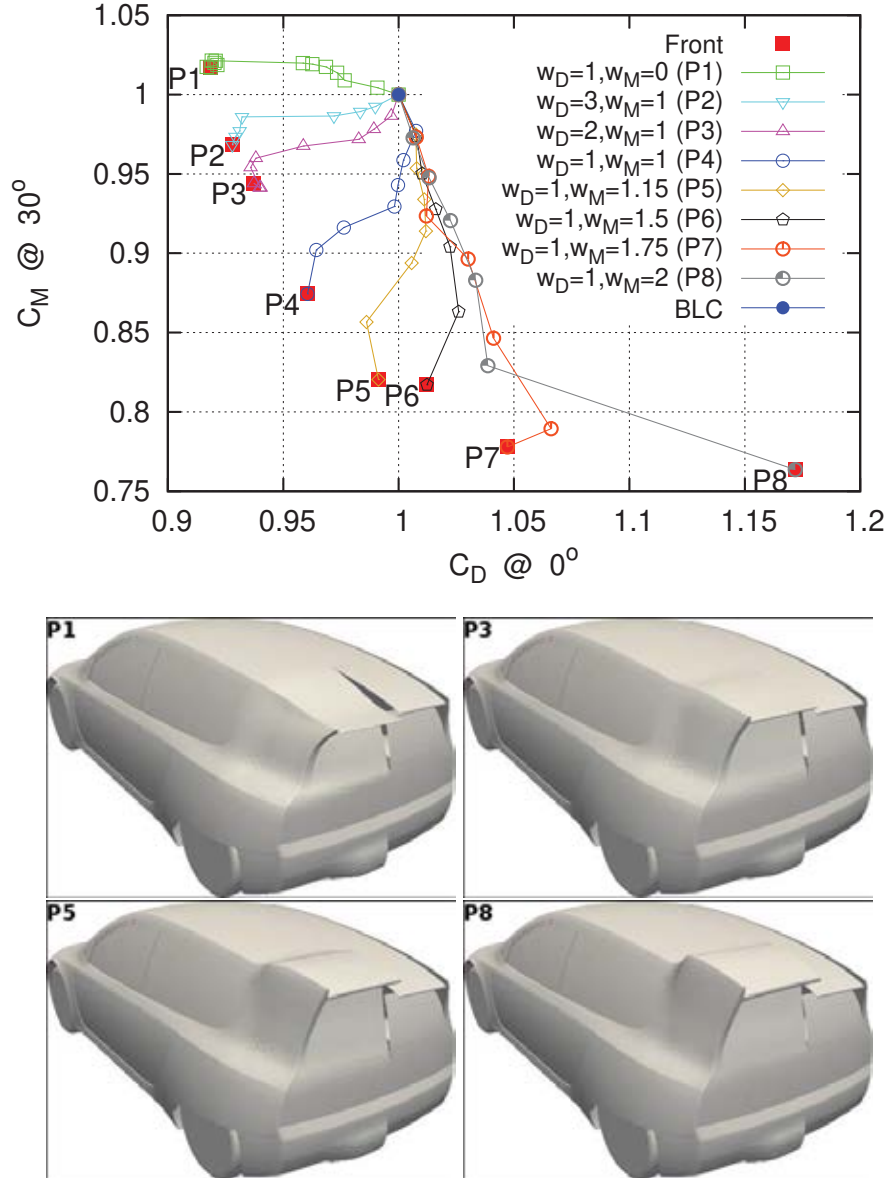 Front
w_D=1,w_M=0 (P1)
w_D=3,w_M=1 (P2)
w_D=2,w_M=1 (P3)
w_D=1,w_M=1 (P4)
w_D=1,w_M=1.15 (P5)
w_D=1,w_M=1.5 (P6)
w_D=1,w_M=1.75 (P7)
w_D=1,w_M=2 (P8)
BLC
1.05
1
0.95
0.9
0.85
0.8
0.75
C_M @ 30°
P1
P2
P3
P4
P5
P6
P7
P8
0.9
0.95
1
1.05
1.1
1.15
1.2
C_D @ 0°
P1
P3
P5
P8